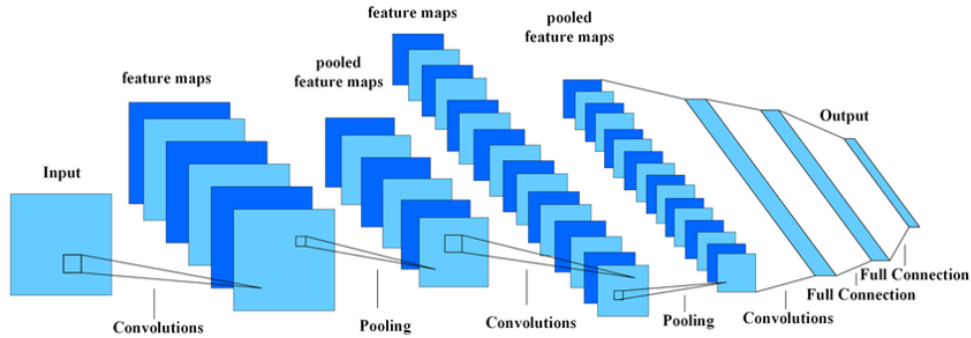 feature maps
pooled
feature maps
feature maps
pooled
feature maps
Input
Output
Convolutions
Pooling
Convolutions
Pooling
Convolutions
Full Connection
Full Connection